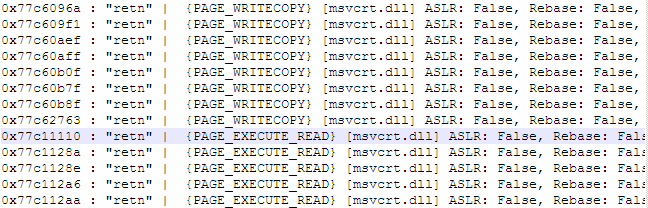 0x77c6096a : "retn" | {PAGE_WRITECOPY} [msvcrt.dll] ASLR: False, Rebase: False,
0x77c609f1 : "retn" | {PAGE_WRITECOPY} [msvcrt.dll] ASLR: False, Rebase: False,
0x77c60aef : "retn" | {PAGE_WRITECOPY} [msvcrt.dll] ASLR: False, Rebase: False,
0x77c60aff : "retn" | {PAGE_WRITECOPY} [msvcrt.dll] ASLR: False, Rebase: False,
0x77c60b0f : "retn" | {PAGE_WRITECOPY} [msvcrt.dll] ASLR: False, Rebase: False,
0x77c60b7f : "retn" | {PAGE_WRITECOPY} [msvcrt.dll] ASLR: False, Rebase: False,
0x77c60b8f : "retn" | {PAGE_WRITECOPY} [msvcrt.dll] ASLR: False, Rebase: False,
0x77c62763 : "retn" | {PAGE_WRITECOPY} [msvcrt.dll] ASLR: False, Rebase: False,
0x77c11110 : "retn" | {PAGE_EXECUTE_READ} [msvcrt.dll] ASLR: False, Rebase: Fals
0x77c1128a : "retn" | {PAGE_EXECUTE_READ} [msvcrt.dll] ASLR: False, Rebase: Fals
0x77c1128e : "retn" | {PAGE_EXECUTE_READ} [msvcrt.dll] ASLR: False, Rebase: Fals
0x77c112a6 : "retn" | {PAGE_EXECUTE_READ} [msvcrt.dll] ASLR: False, Rebase: Fals
0x77c112aa : "retn" | {PAGE_EXECUTE_READ} [msvcrt.dll] ASLR: False, Rebase: Fals